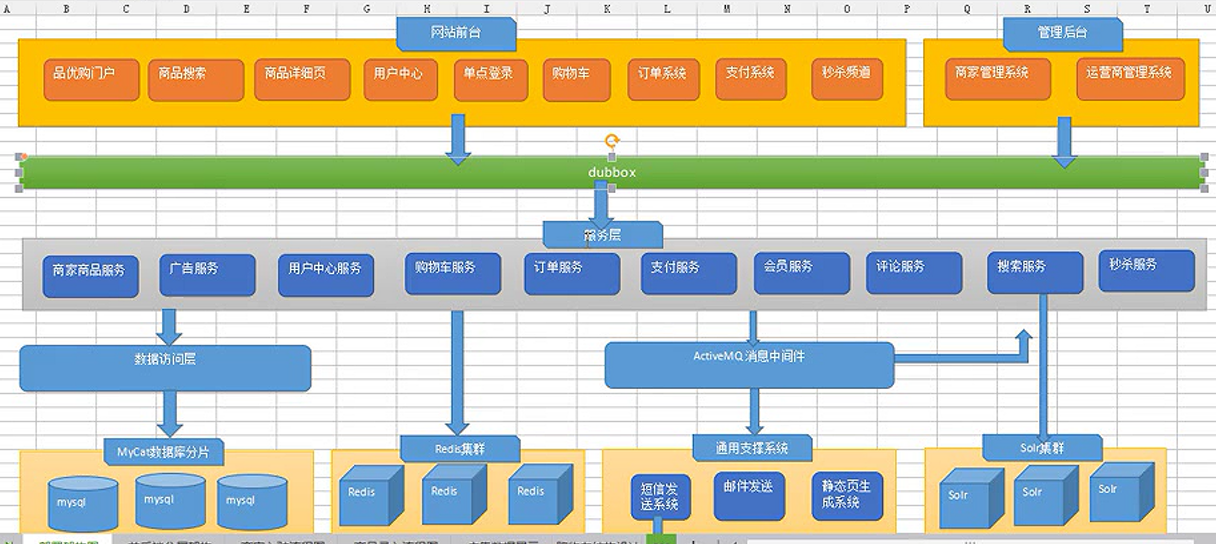 A B C D E F G H I J K L M N O P Q R S T U
网站前台
管理后台
品优购门户
商品搜索
商品详细页
用户中心
单点登录
购物车
订单系统
支付系统
秒杀频道
商家管理系统
运营商管理系统
dubbox
服务层
商家商品服务
广告服务
用户中心服务
购物车服务
订单服务
支付服务
会员服务
评论服务
搜索服务
秒杀服务
数据访问层
ActiveMQ 消息中间件
MyCat数据库分片
Redis集群
通用支撑系统
Solr集群
mysql
mysql
mysql
Redis
Redis
Redis
短信发
送系统
邮件发送
静态页生
成系统
Solr
Solr
Solr